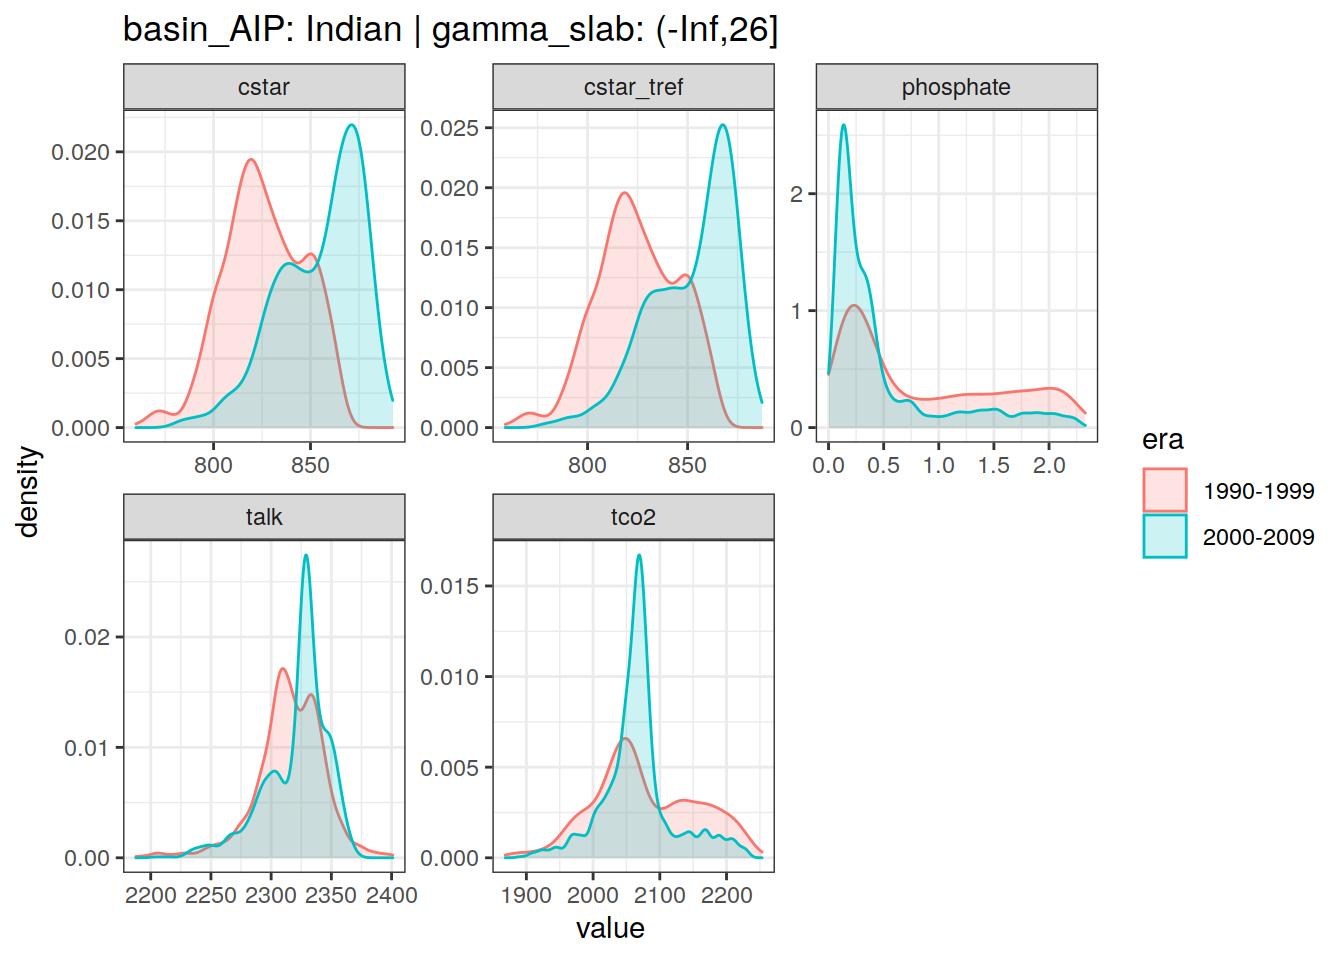 basin_AIP: Indian | gamma_slab: (-Inf,26]
cstar
cstar_tref
phosphate
0.020
0.015
0.010
0.005
0.000
800 850
0.025
0.020
0.015
0.010
0.005
0.000
800 850
2
1
0
0.0 0.5 1.0 1.5 2.0
density
talk
tco2
0.02
0.01
0.00
2200 2250 2300 2350 2400
0.015
0.010
0.005
0.000
1900 2000 2100 2200
value
era
1990-1999
2000-2009